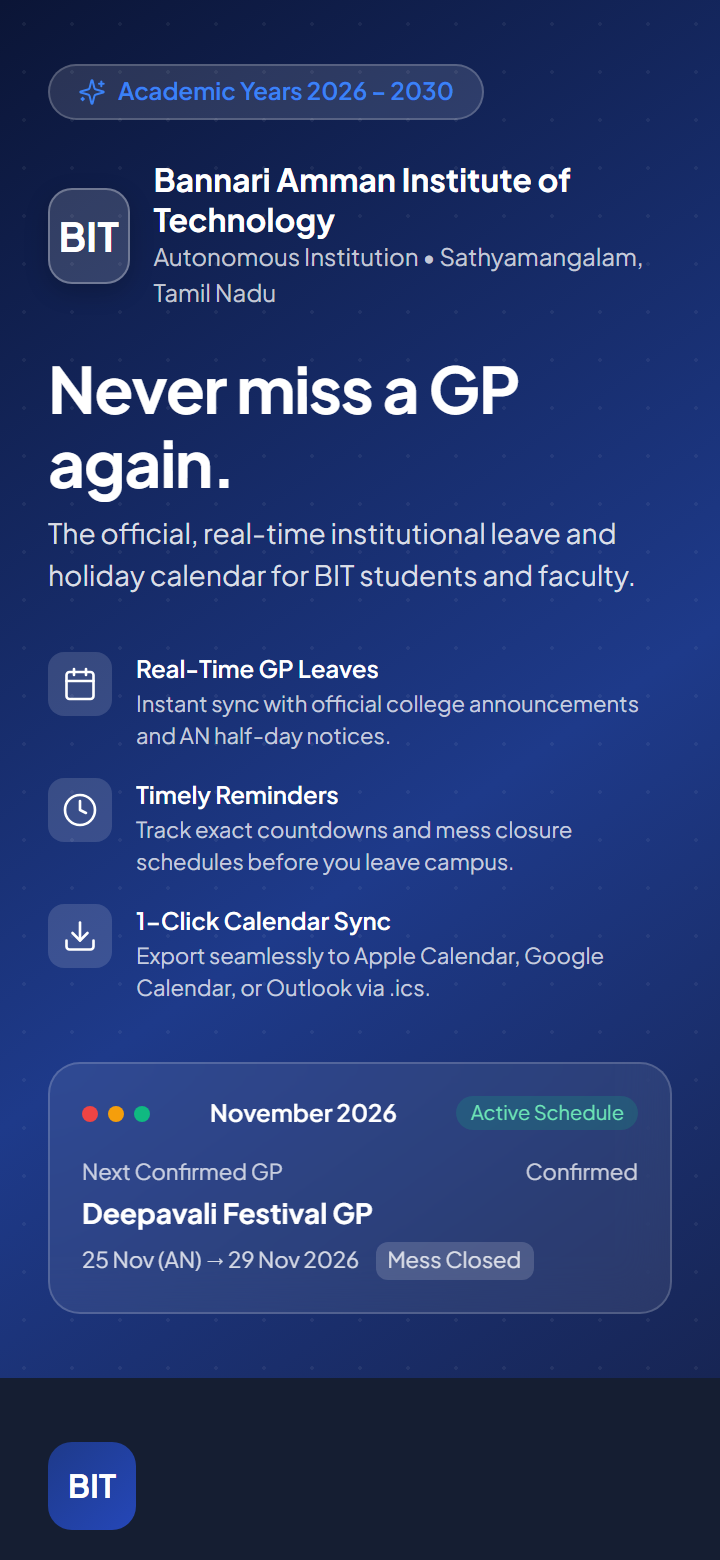 Academic Years 2026 – 2030
BIT
Bannari Amman Institute of
Technology
Autonomous Institution • Sathyamangalam,
Tamil Nadu
Never miss a GP
again.
The official, real-time institutional leave and
holiday calendar for BIT students and faculty.
Real-Time GP Leaves
Instant sync with official college announcements
and AN half-day notices.
Timely Reminders
Track exact countdowns and mess closure
schedules before you leave campus.
1-Click Calendar Sync
Export seamlessly to Apple Calendar, Google
Calendar, or Outlook via .ics.
November 2026
Active Schedule
Next Confirmed GP
Confirmed
Deepavali Festival GP
25 Nov (AN) → 29 Nov 2026
Mess Closed
BIT